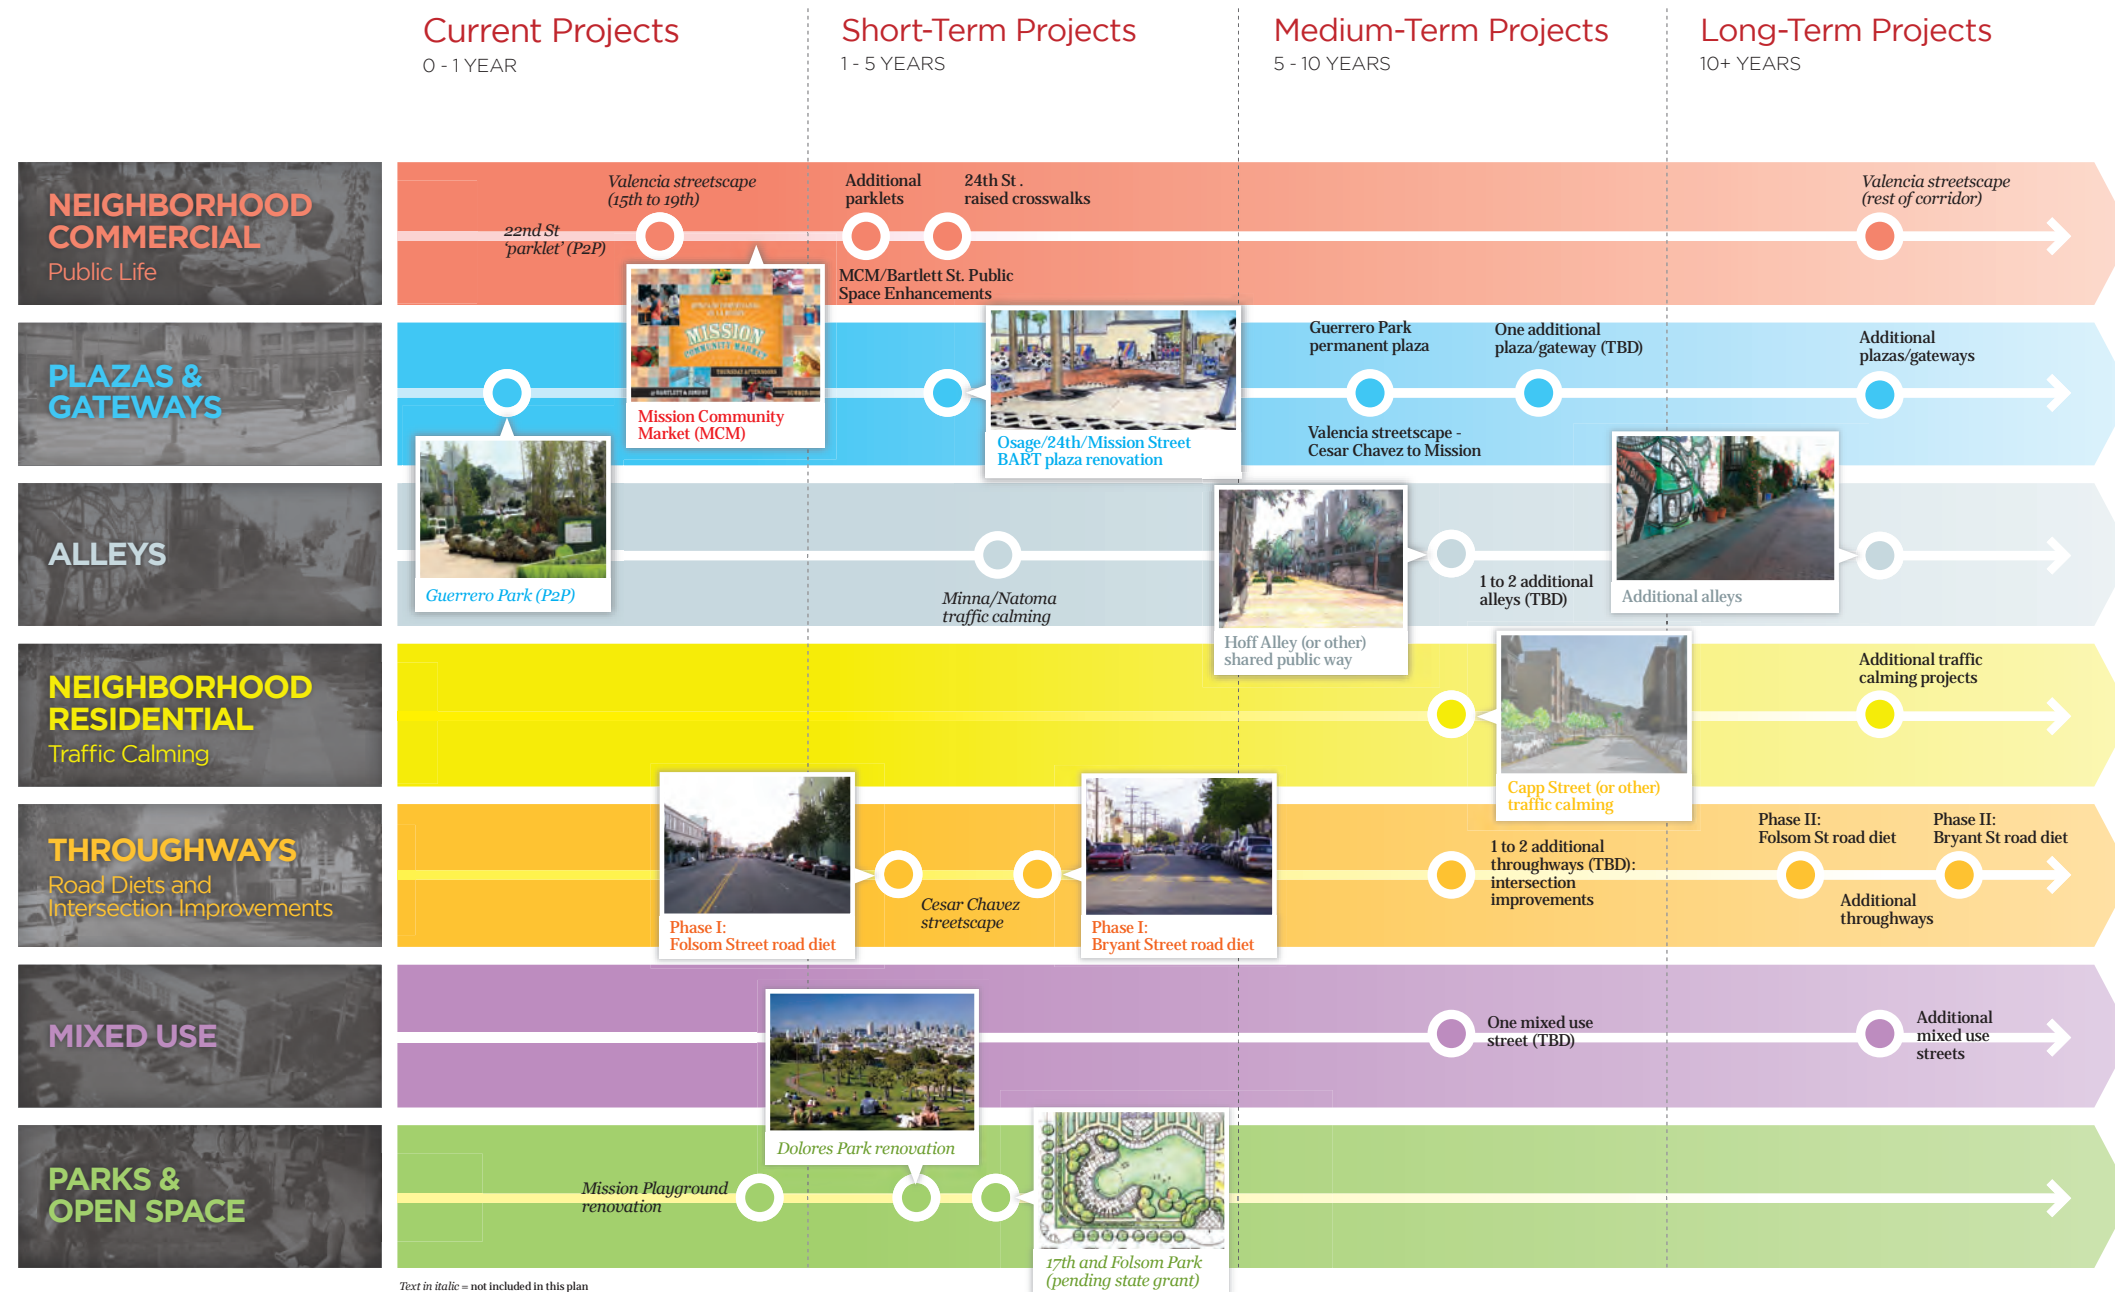 Current Projects
0 - 1 YEAR
Short-Term Projects
1 - 5 YEARS
Medium-Term Projects
5 - 10 YEARS
Long-Term Projects
10+ YEARS
NEIGHBORHOOD
COMMERCIAL
Public Life
22nd St
'parklet' (P2P)
Valencia streetscape
(15th to 19th)
MISSION
COMMUNITY MARKET
THURSDAY AFTERNOONS
Mission Community
Market (MCM)
Additional
parklets
24th St .
raised crosswalks
MCM/Bartlett St. Public
Space Enhancements
Valencia streetscape
(rest of corridor)
PLAZAS &
GATEWAYS
Guerrero Park (P2P)
Osage/24th/Mission Street
BART plaza renovation
Guerrero Park
permanent plaza
One additional
plaza/gateway (TBD)
Valencia streetscape -
Cesar Chavez to Mission
Additional
plazas/gateways
ALLEYS
Minna/Natoma
traffic calming
Hoff Alley (or other)
shared public way
1 to 2 additional
alleys (TBD)
Additional alleys
NEIGHBORHOOD
RESIDENTIAL
Traffic Calming
Capp Street (or other)
traffic calming
Additional traffic
calming projects
THROUGHWAYS
Road Diets and
Intersection Improvements
Phase I:
Folsom Street road diet
Cesar Chavez
streetscape
Phase I:
Bryant Street road diet
1 to 2 additional
throughways (TBD):
intersection
improvements
Phase II:
Folsom St road diet
Additional
throughways
Phase II:
Bryant St road diet
MIXED USE
One mixed use
street (TBD)
Additional
mixed use
streets
PARKS &
OPEN SPACE
Mission Playground
renovation
Dolores Park renovation
17th and Folsom Park
(pending state grant)
Text in italic = not included in this plan